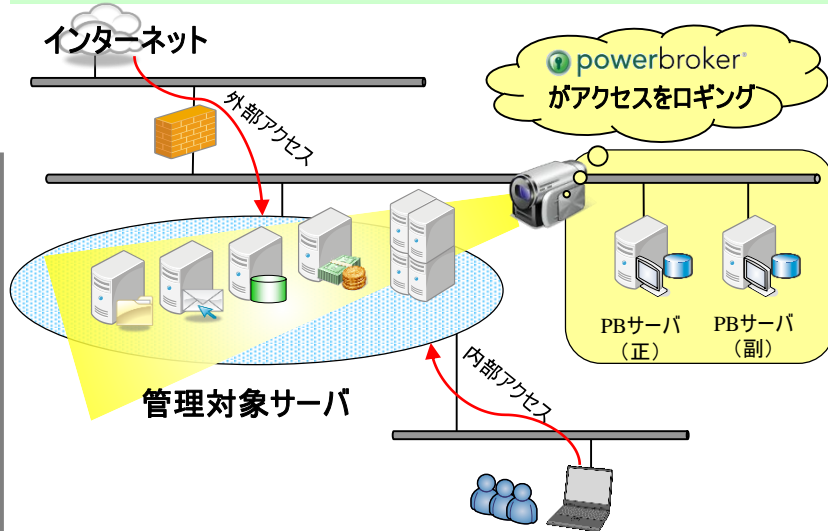 インターネット
powerbroker
がアクセスをロギング
外部アクセス
PBサーバ
（正）
PBサーバ
（副）
管理対象サーバ
内部アクセス